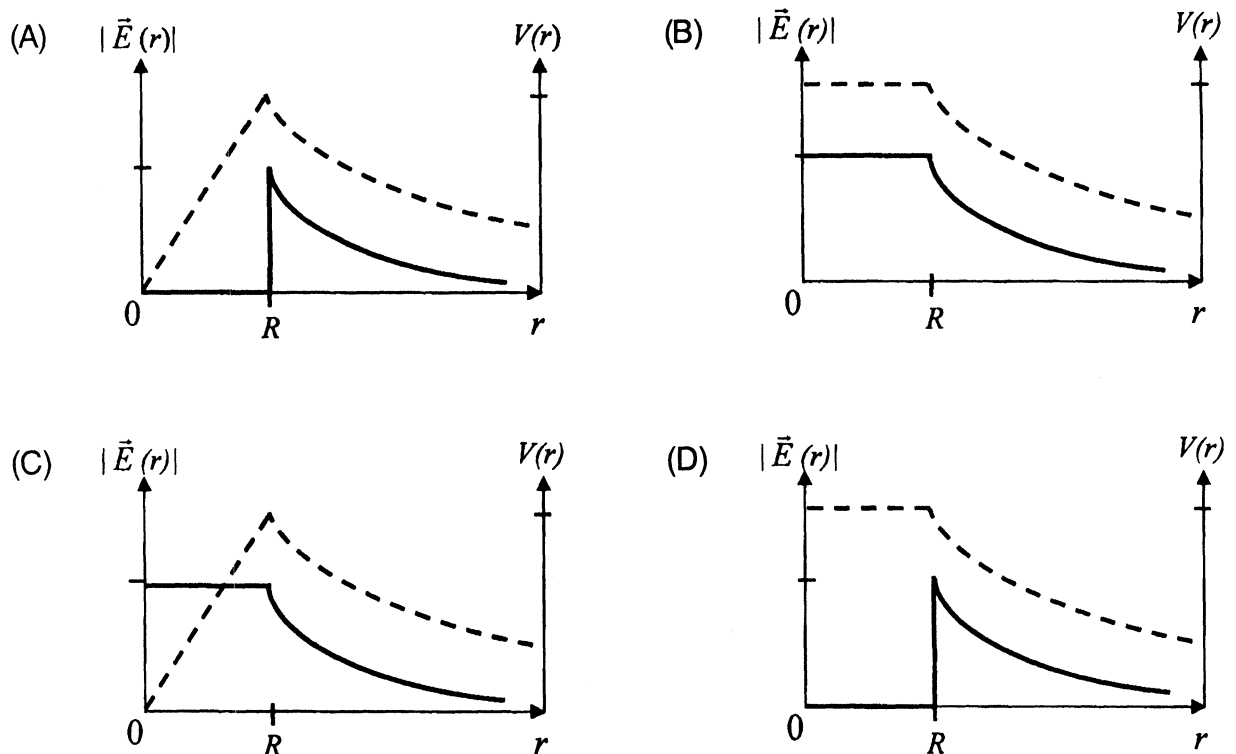 (A) | E⃗ (r)| V(r)
0 R r
(B) | E⃗ (r)| V(r)
0 R r
(C) | E⃗ (r)| V(r)
0 R r
(D) | E⃗ (r)| V(r)
0 R r